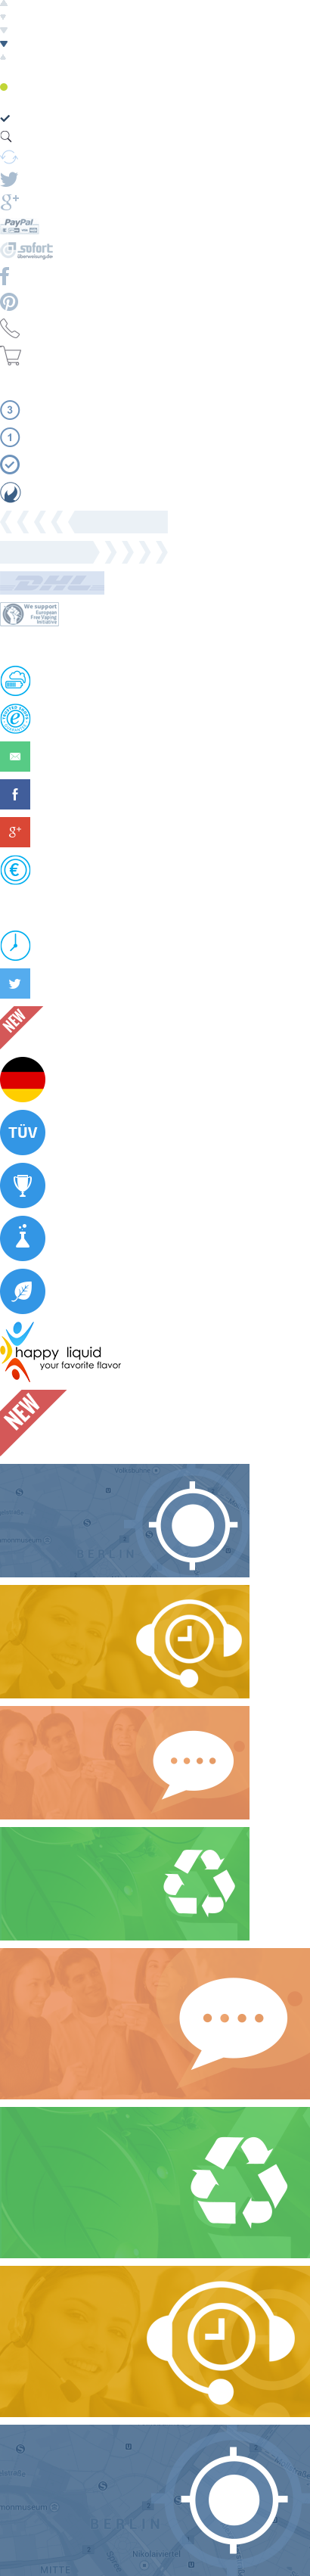 g+
PayPal
sofort
überweisung.de
f
3
1
DHL
We support
European
Free Vaping
Initiative
e
f
g+
€
NEW
TÜV
happy liquid
your favorite flavor
NEW
BERLIN
BERLIN
Nikolaiviertel
MITTE